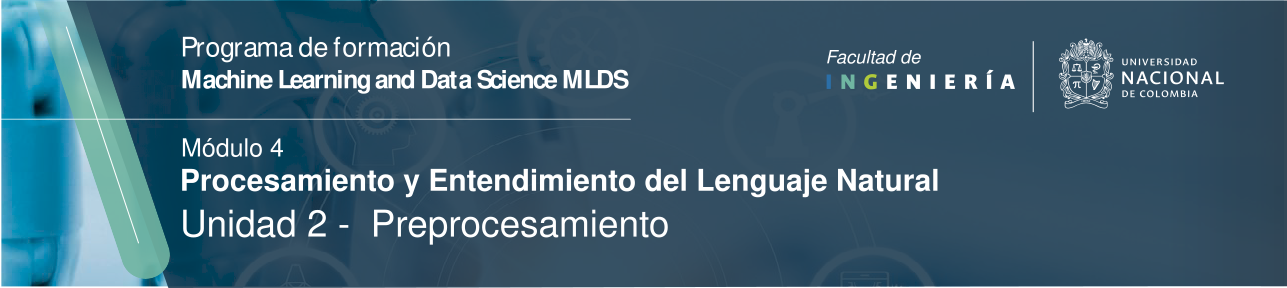 Programa de formación
Machine Learning and Data Science MLDS
Facultad de
INGENIERÍA
UNIVERSIDAD
NACIONAL
DE COLOMBIA
Módulo 4
Procesamiento y Entendimiento del Lenguaje Natural
Unidad 2 - Preprocesamiento